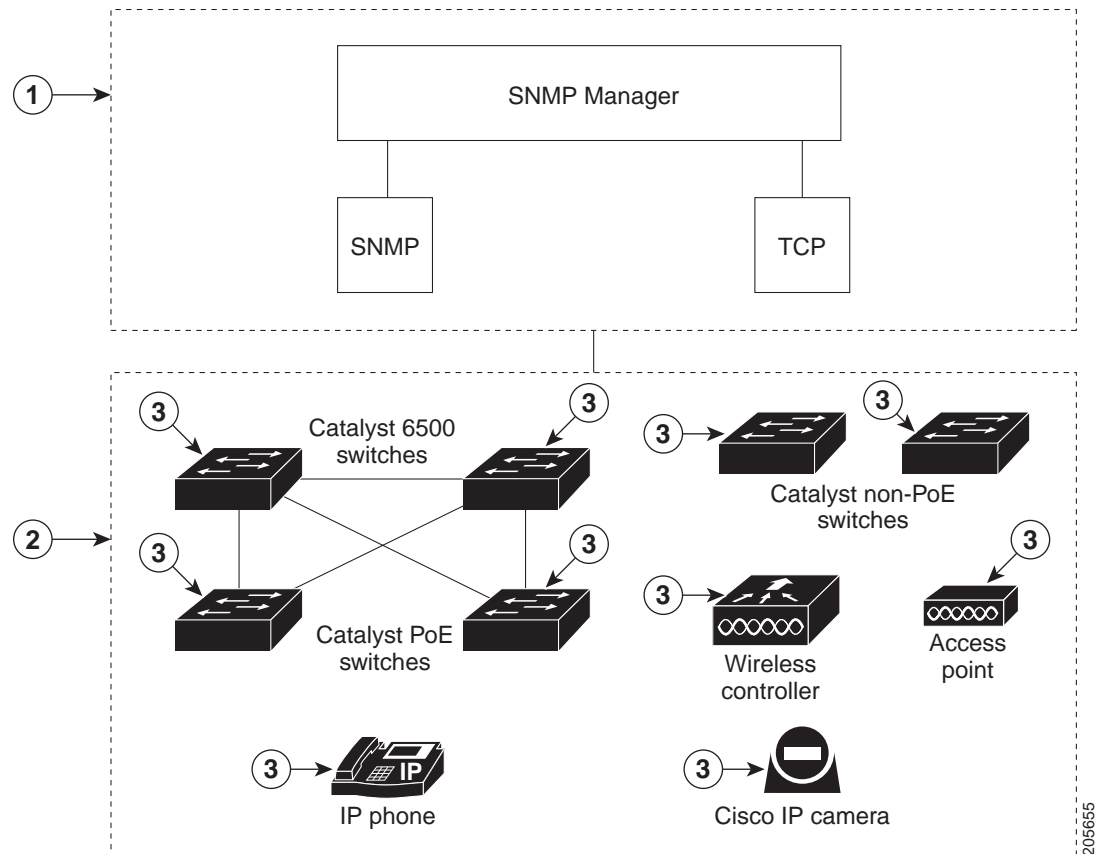 1
SNMP Manager
SNMP
TCP
2
3
Catalyst 6500
switches
3
3
3
Catalyst non-PoE
switches
3
3
Catalyst PoE
switches
3
Wireless
controller
3
Access
point
3
IP
IP phone
3
Cisco IP camera
205655